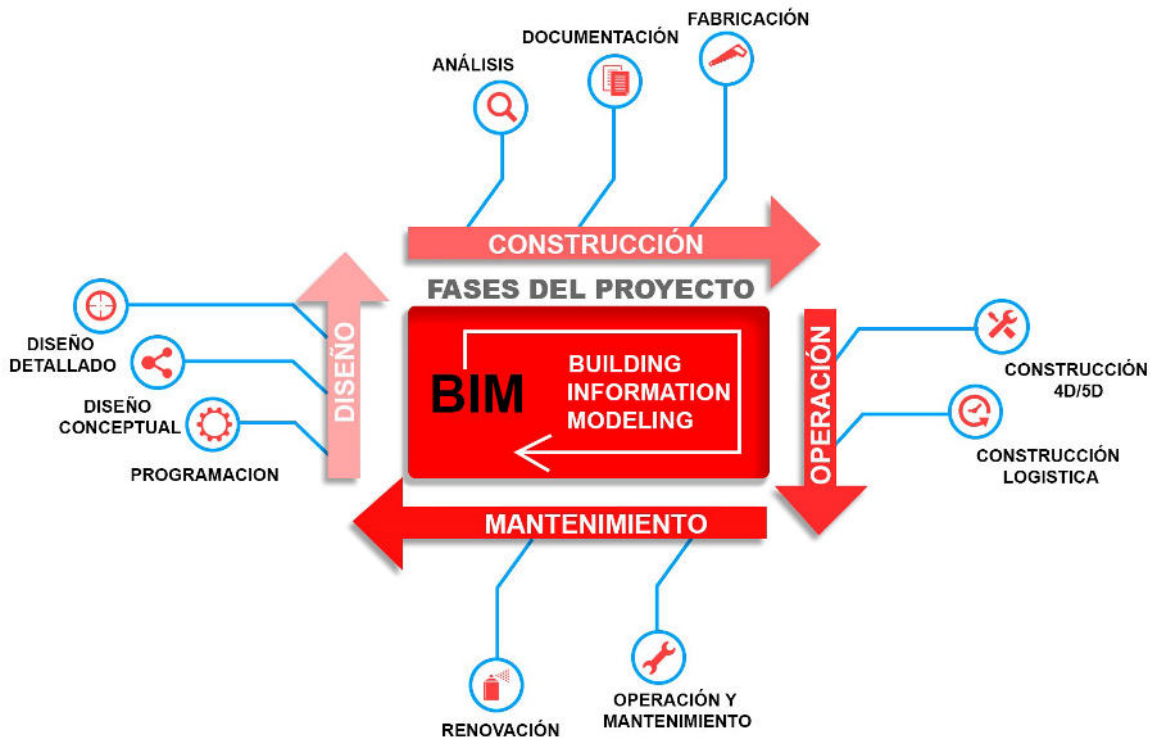 FABRICACIÓN
DOCUMENTACIÓN
ANÁLISIS
CONSTRUCCIÓN
FASES DEL PROYECTO
DISEÑO
DISEÑO
DETALLADO
DISEÑO
CONCEPTUAL
PROGRAMACION
BIM
BUILDING
INFORMATION
MODELING
OPERACIÓN
CONSTRUCCIÓN
4D/5D
CONSTRUCCIÓN
LOGISTICA
MANTENIMIENTO
RENOVACIÓN
OPERACIÓN Y
MANTENIMIENTO